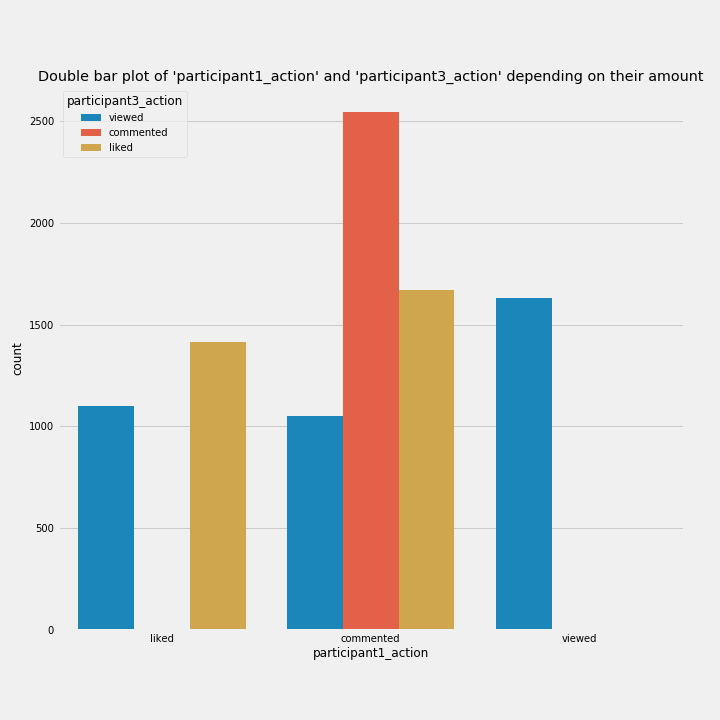 Double bar plot of 'participant1_action' and 'participant3_action' depending on their amount
participant3_action
viewed
commented
liked
2500
2000
1500
1000
500
0
count
liked
commented
viewed
participant1_action